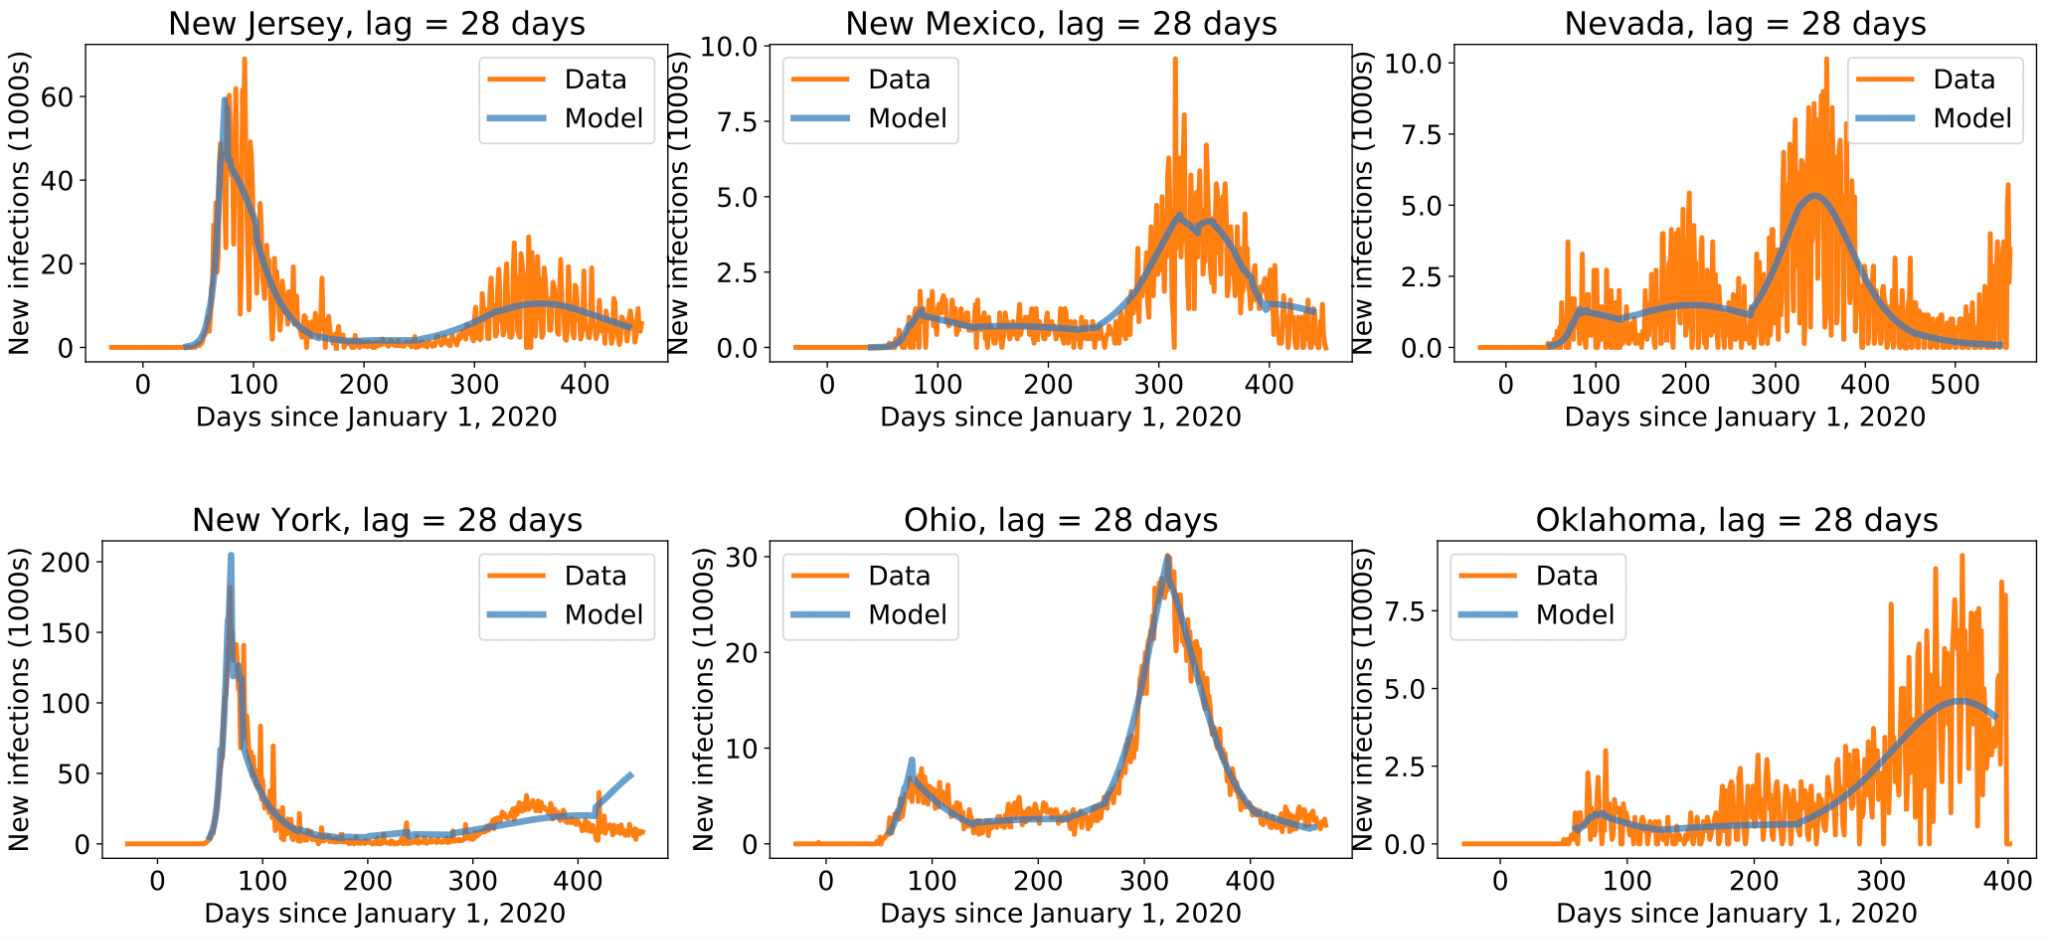 New Jersey, lag = 28 days
New infections (1000s)
60
40
20
0
Data
Model
0 100 200 300 400
Days since January 1, 2020
New Mexico, lag = 28 days
New infections (1000s)
10.0
7.5
5.0
2.5
0.0
Data
Model
0 100 200 300 400
Days since January 1, 2020
Nevada, lag = 28 days
New infections (1000s)
10.0
7.5
5.0
2.5
0.0
Data
Model
0 100 200 300 400 500
Days since January 1, 2020
New York, lag = 28 days
New infections (1000s)
200
150
100
50
0
Data
Model
0 100 200 300 400
Days since January 1, 2020
Ohio, lag = 28 days
New infections (1000s)
30
20
10
0
Data
Model
0 100 200 300 400
Days since January 1, 2020
Oklahoma, lag = 28 days
New infections (1000s)
7.5
5.0
2.5
0.0
Data
Model
0 100 200 300 400
Days since January 1, 2020